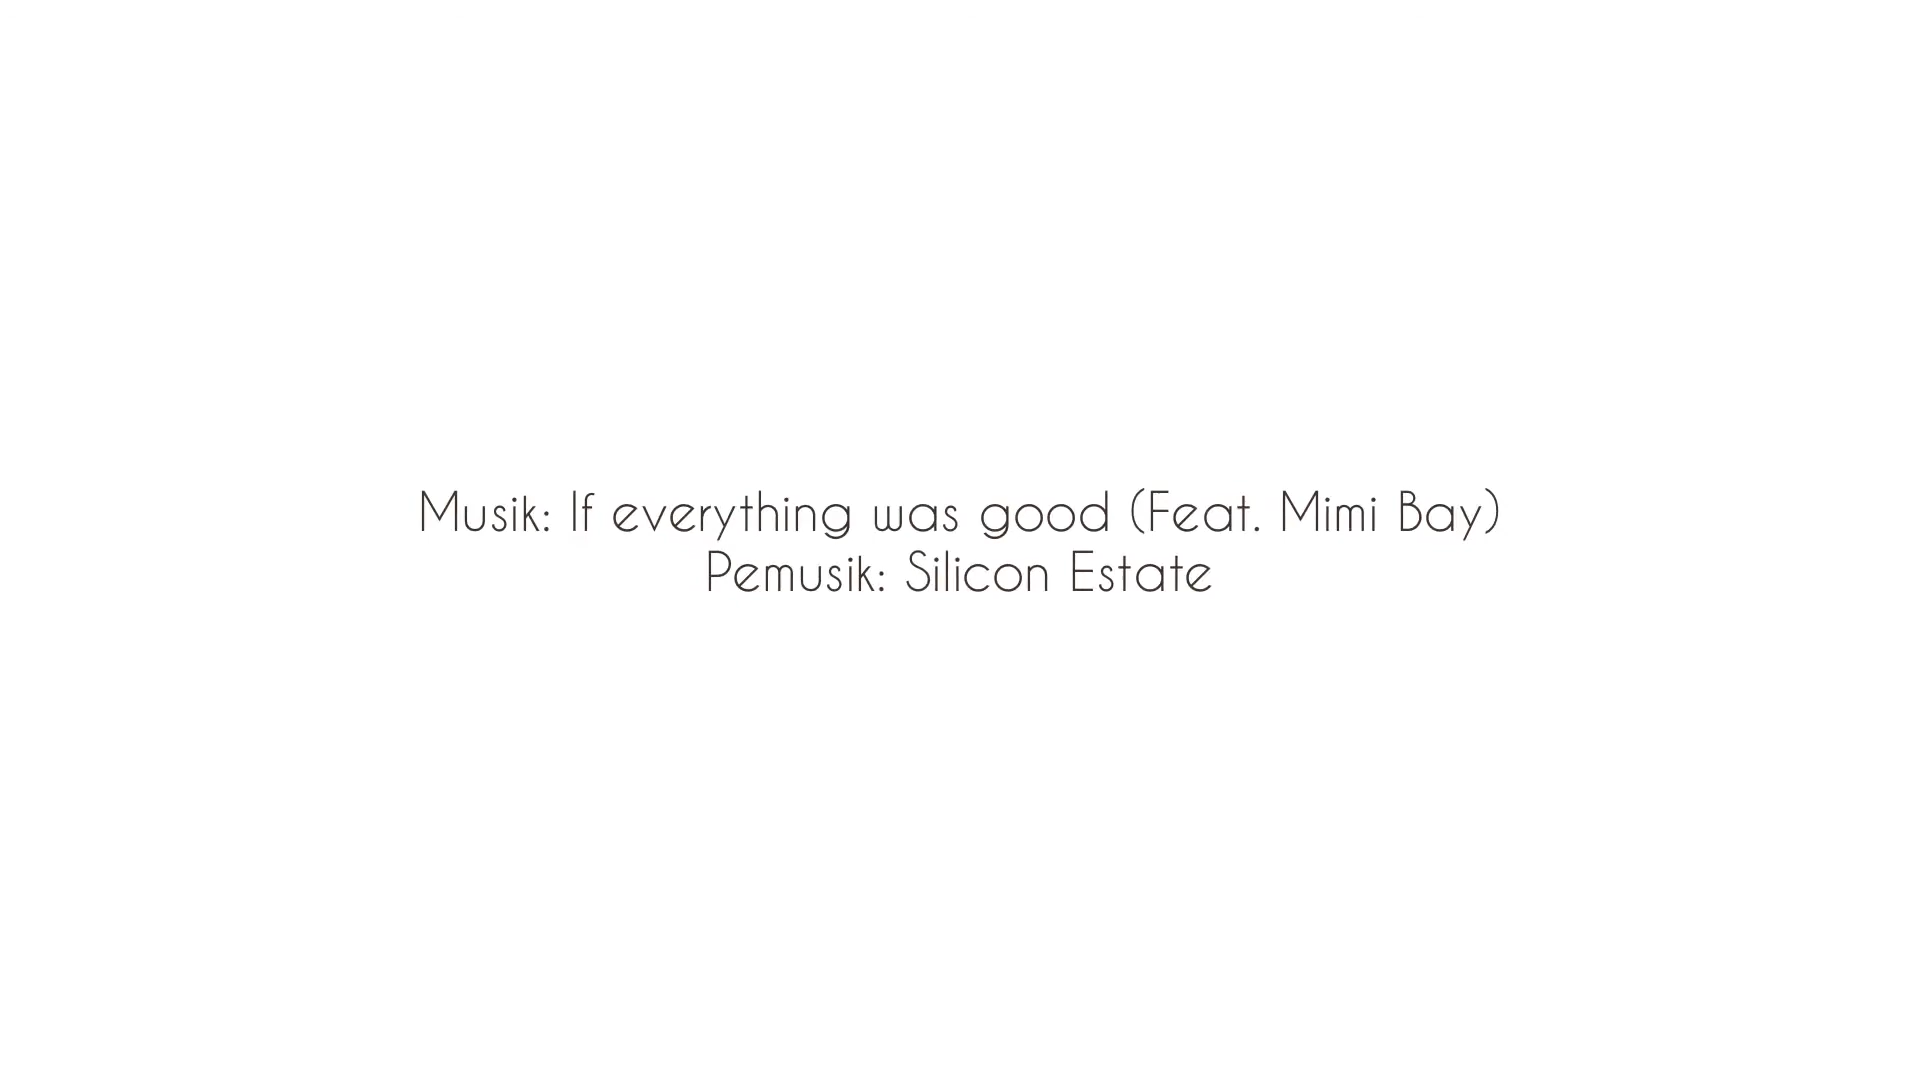 Musik: If everything was good (Feat. Mimi Bay)
Pemusik: Silicon Estate